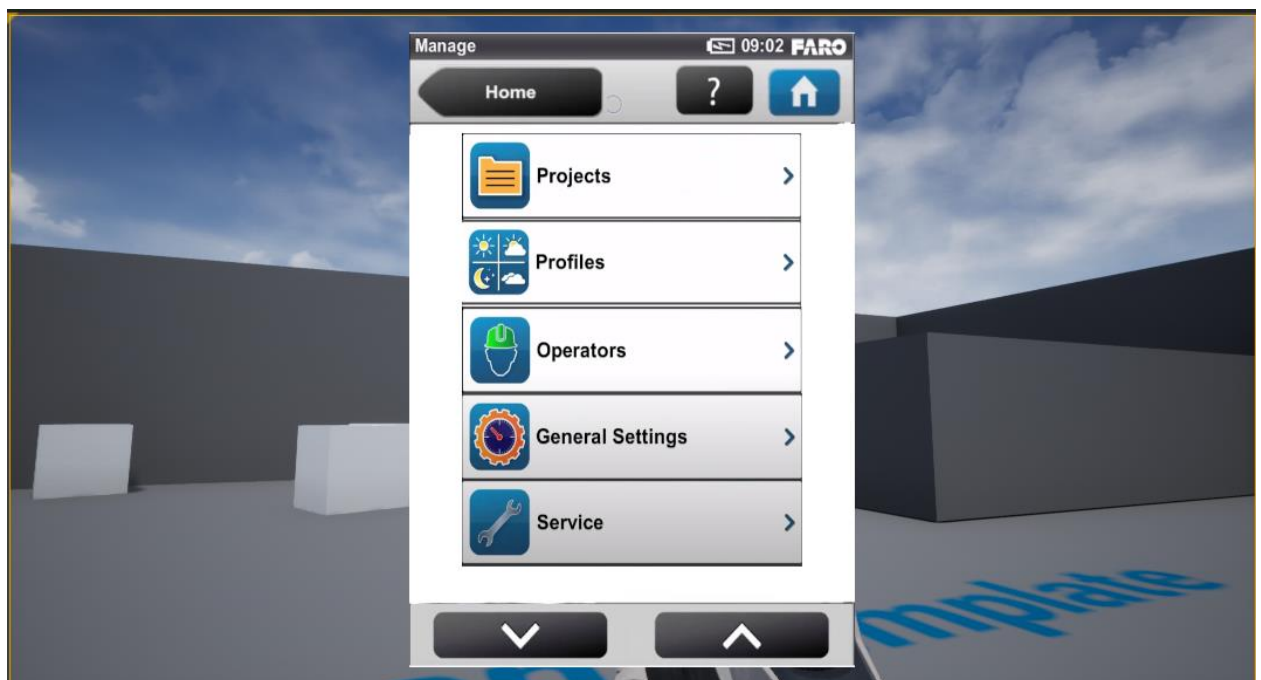 Manage 09:02 FARO
Home ?
Projects
Profiles
Operators
General Settings
Service
mplate